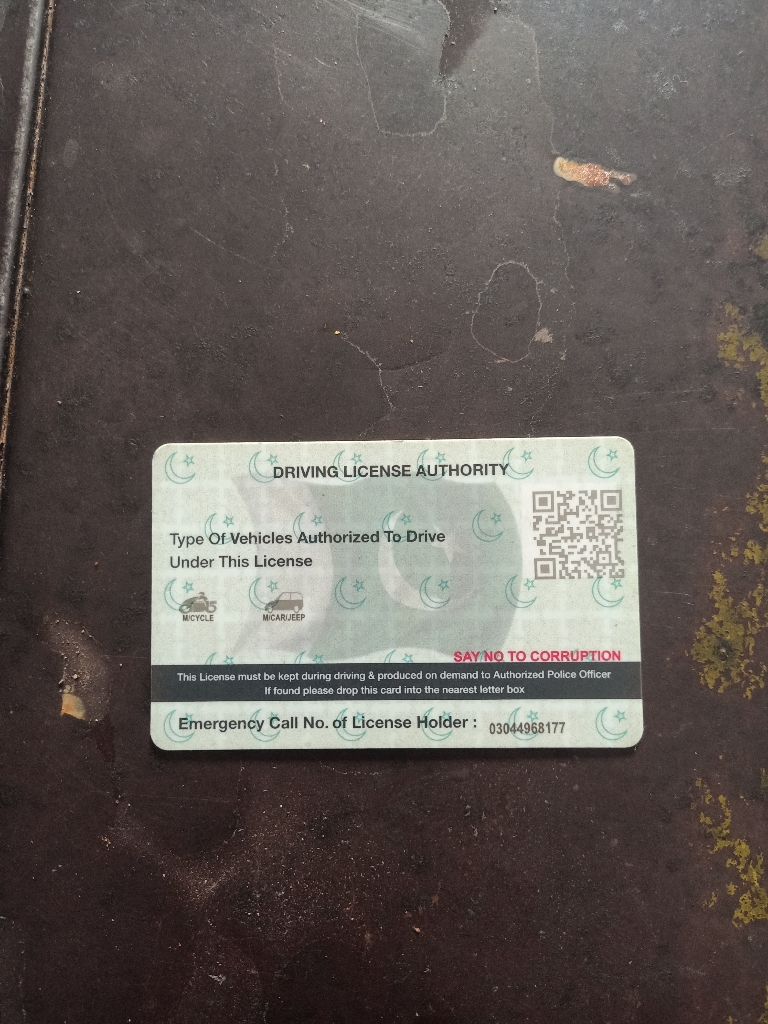 DRIVING LICENSE AUTHORITY
Type Of Vehicles Authorized To Drive
Under This License
M/CYCLE M/CAR/JEEP
SAY NO TO CORRUPTION
This License must be kept during driving & produced on demand to Authorized Police Officer
If found please drop this card into the nearest letter box
Emergency Call No. of License Holder : 03044968177